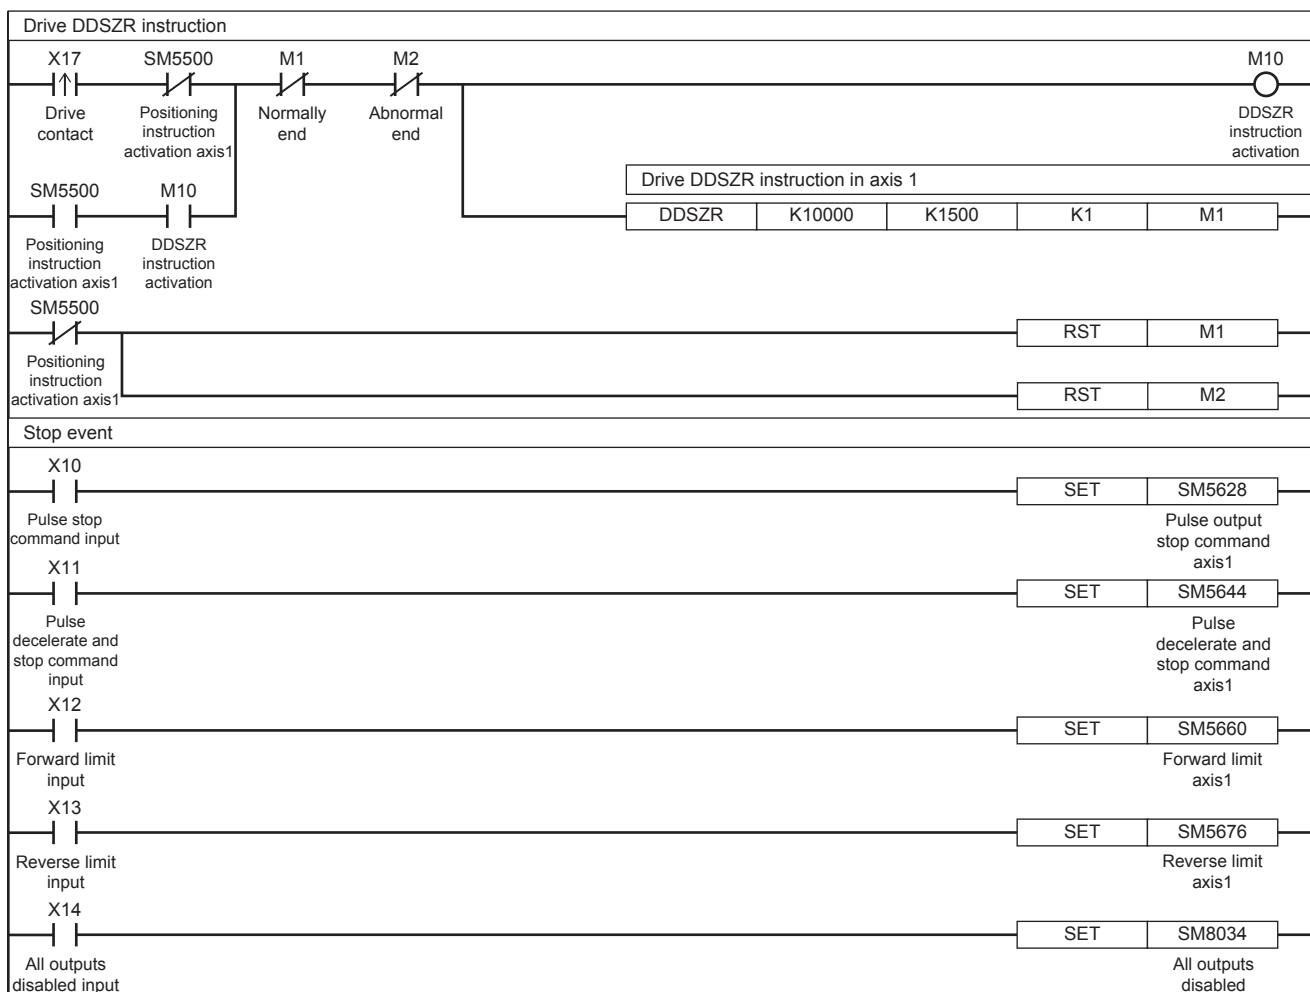 Drive DDSZR instruction
X17 SM5500 M1 M2 M10
Drive
contact
Positioning
instruction
activation axis1
Normally
end
Abnormal
end
DDSZR
instruction
activation
Drive DDSZR instruction in axis 1
SM5500 M10
DDSZR K10000 K1500 K1 M1
Positioning
instruction
activation axis1
DDSZR
instruction
activation
SM5500
RST M1
Positioning
instruction
activation axis1
RST M2
Stop event
X10
SET SM5628
Pulse stop
command input
Pulse output
stop command
axis1
X11
SET SM5644
Pulse
decelerate and
stop command
input
Pulse
decelerate and
stop command
axis1
X12
SET SM5660
Forward limit
input
Forward limit
axis1
X13
SET SM5676
Reverse limit
input
Reverse limit
axis1
X14
SET SM8034
All outputs
disabled input
All outputs
disabled